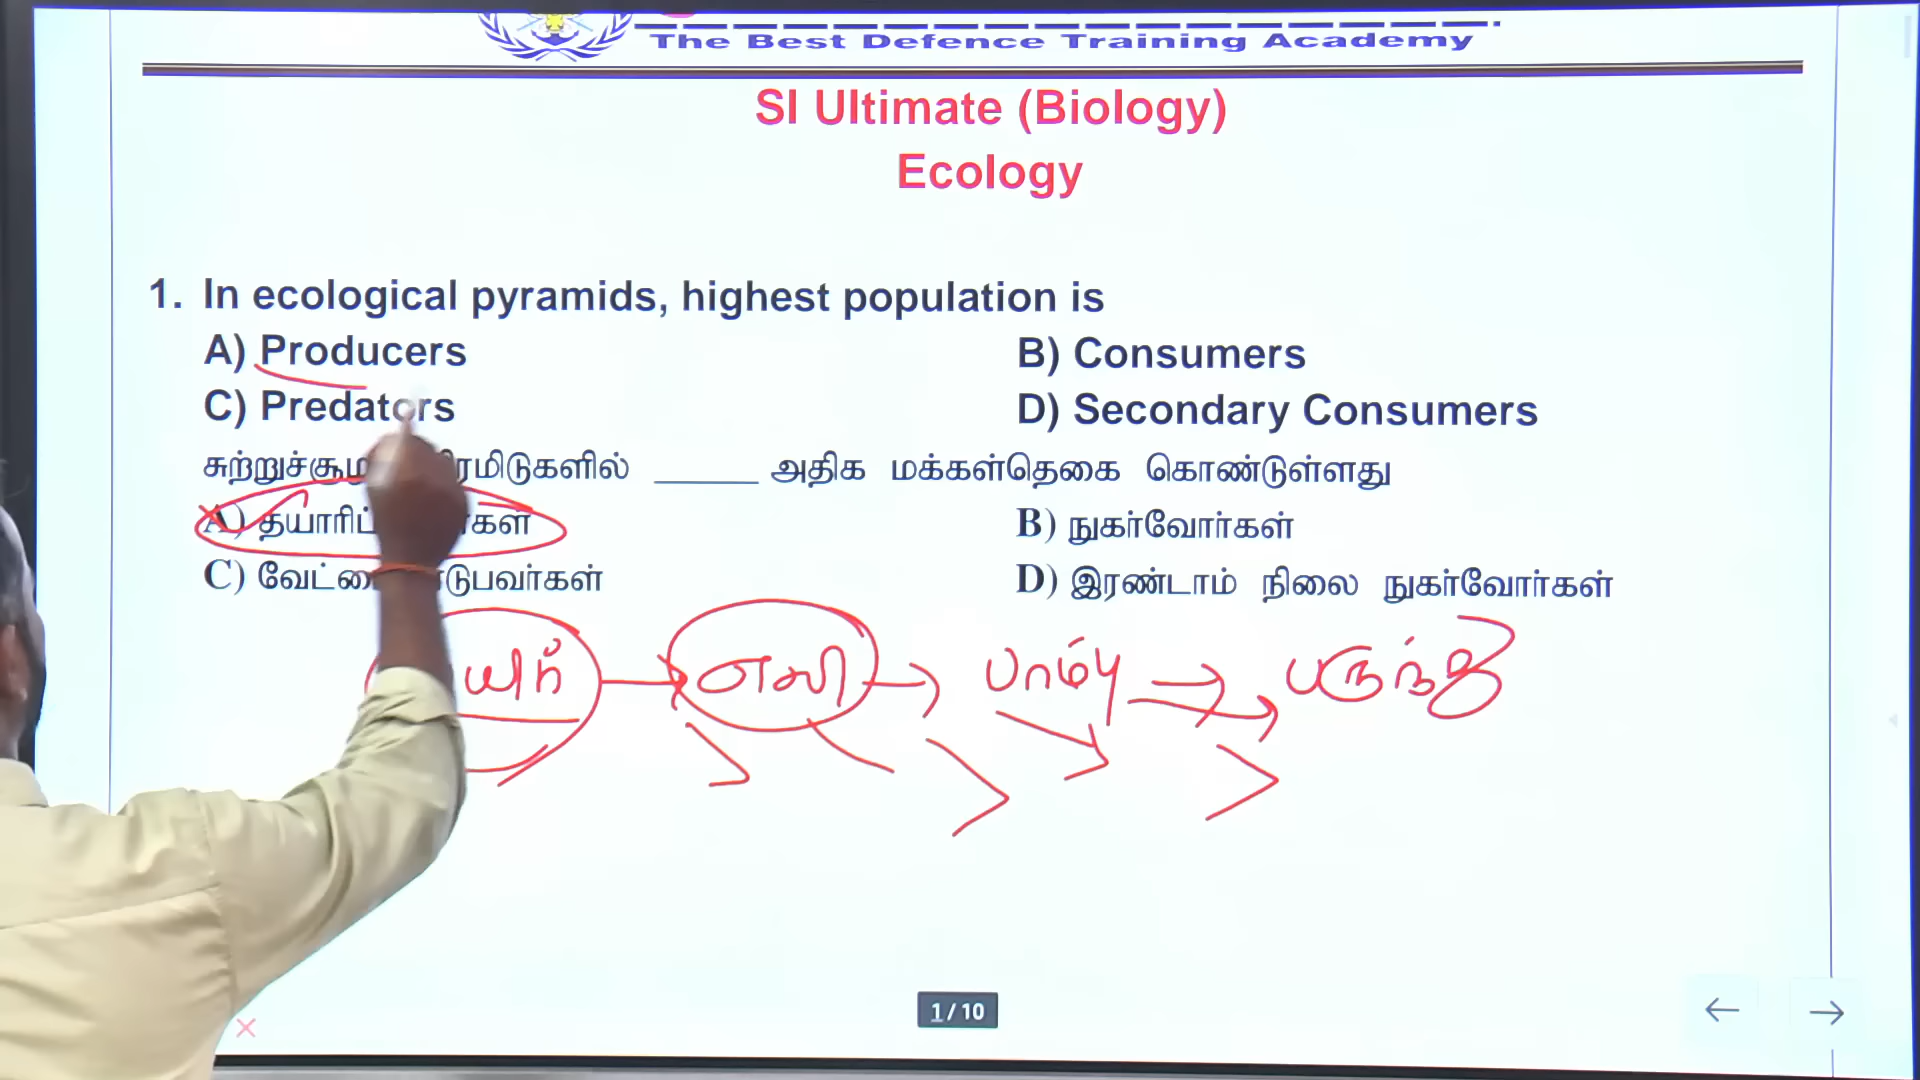 The Best Defence Training Academy
SI Ultimate (Biology)
Ecology
1. In ecological pyramids, highest population is
A) Producers B) Consumers
C) Predators D) Secondary Consumers
_____ அதிக மக்கள்தெகை கொண்டுள்ளது
A) B) நுகர்வோர்கள்
C) D) இரண்டாம் நிலை நுகர்வோர்கள்
எலி → பாம்பு → பருந்து
1 / 10